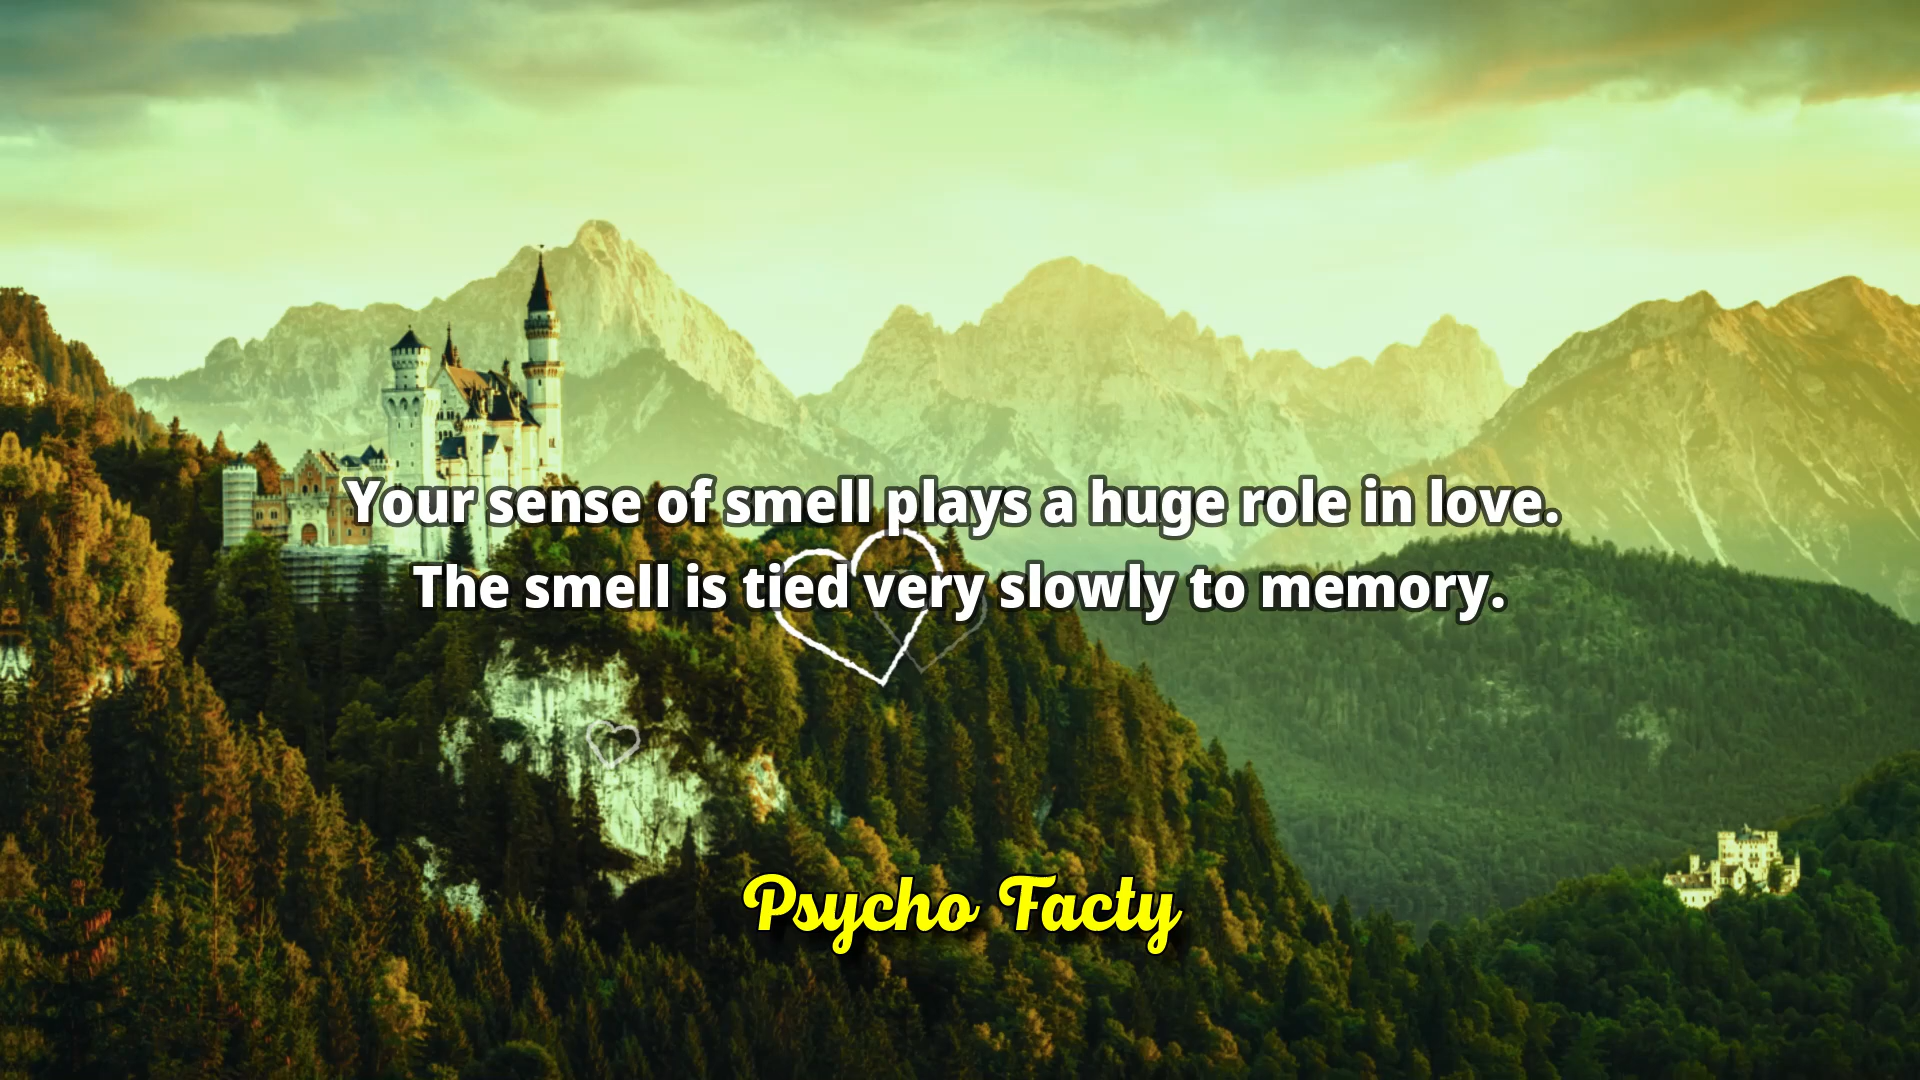 Your sense of smell plays a huge role in love.
The smell is tied very slowly to memory.
Psycho Facty